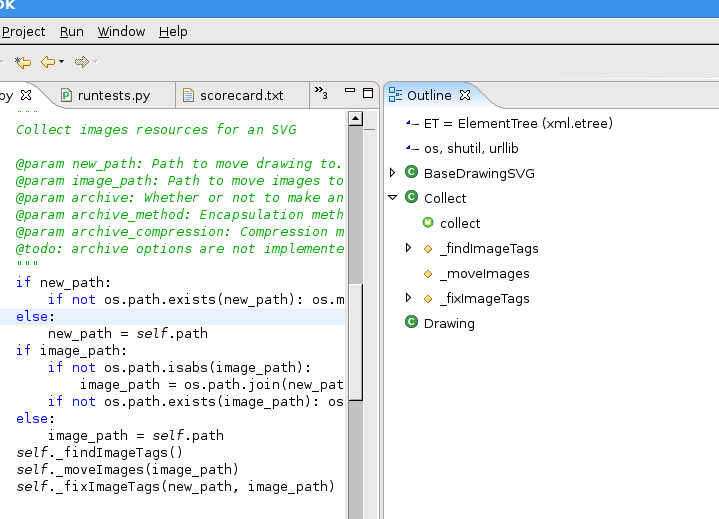 DK
Project Run Window Help
py runtests.py scorecard.txt »3 Outline
"""
Collect images resources for an SVG
@param new_path: Path to move drawing to.
@param image_path: Path to move images to
@param archive: Whether or not to make an
@param archive_method: Encapsulation meth
@param archive_compression: Compression m
@todo: archive options are not implemente
"""
if new_path:
if not os.path.exists(new_path): os.m
else:
new_path = self.path
if image_path:
if not os.path.isabs(image_path):
image_path = os.path.join(new_pat
if not os.path.exists(image_path): os
else:
image_path = self.path
self._findImageTags()
self._moveImages(image_path)
self._fixImageTags(new_path, image_path)
ET = ElementTree (xml.etree)
os, shutil, urllib
BaseDrawingSVG
Collect
collect
_findImageTags
_moveImages
_fixImageTags
Drawing